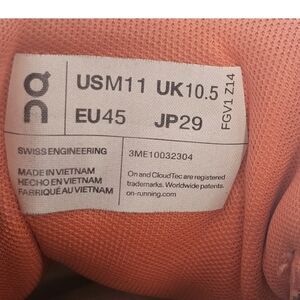 on
USM11 UK10.5
EU45 JP29
FGV1 Z14
SWISS ENGINEERING
3ME10032304
MADE IN VIETNAM
HECHO EN VIETNAM
FABRIQUÉ AU VIETNAM
On and CloudTec are registered
trademarks. Worldwide patents.
on-running.com